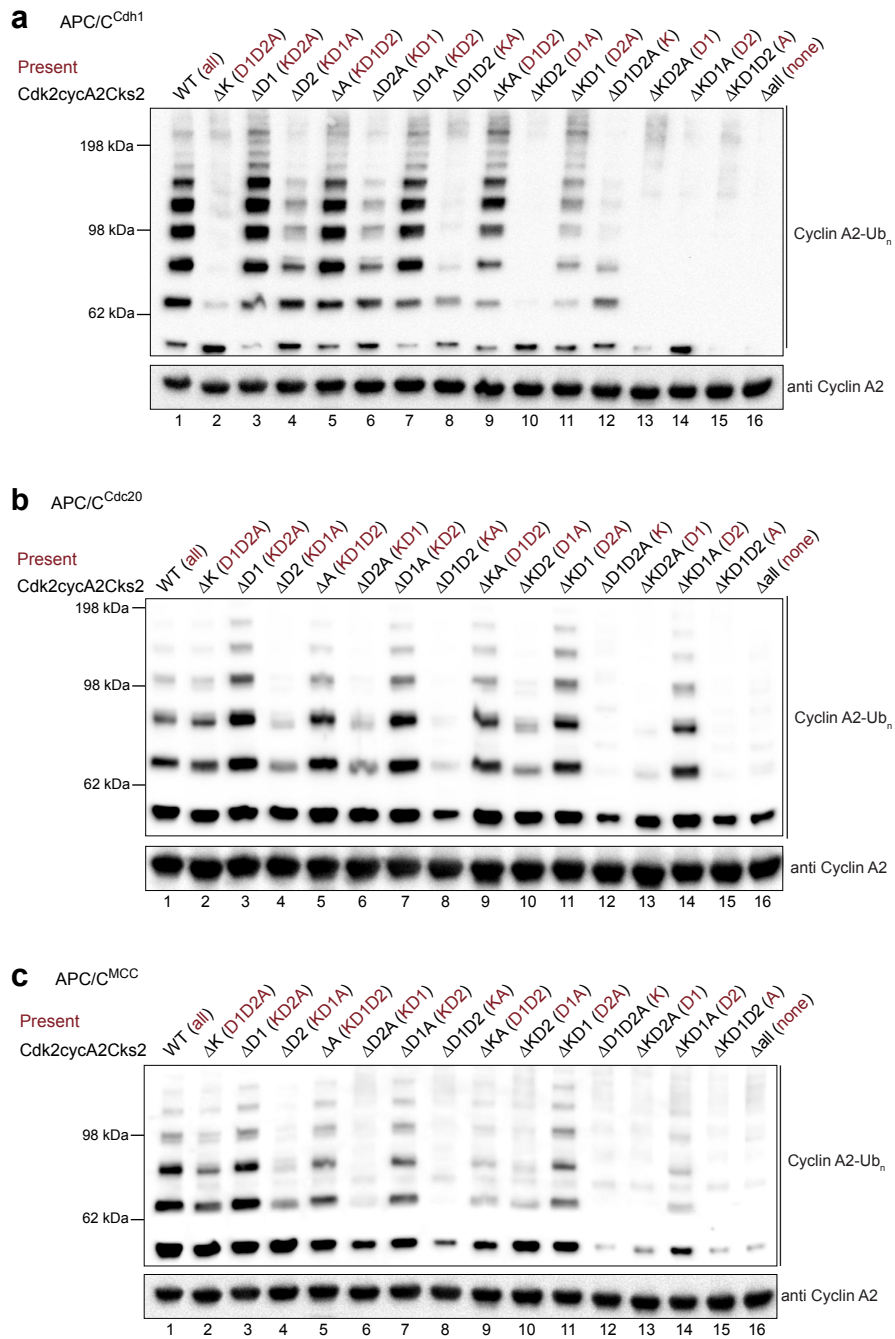 a APC/C^Cdh1
Present
Cdk2cycA2Cks2
WT (all)
ΔK (D1D2A)
ΔD1 (KD2A)
ΔD2 (KD1A)
ΔA (KD1D2)
ΔD2A (KD1)
ΔD1A (KD2)
ΔD1D2 (KA)
ΔKA (D1D2)
ΔKD2 (D1A)
ΔKD1 (D2A)
ΔD1D2A (K)
ΔKD2A (D1)
ΔKD1A (D2)
ΔKD1D2 (A)
Δall (none)
198 kDa
98 kDa
62 kDa
Cyclin A2-Ubn
anti Cyclin A2
1 2 3 4 5 6 7 8 9 10 11 12 13 14 15 16
b APC/C^Cdc20
Present
Cdk2cycA2Cks2
WT (all)
ΔK (D1D2A)
ΔD1 (KD2A)
ΔD2 (KD1A)
ΔA (KD1D2)
ΔD2A (KD1)
ΔD1A (KD2)
ΔD1D2 (KA)
ΔKA (D1D2)
ΔKD2 (D1A)
ΔKD1 (D2A)
ΔD1D2A (K)
ΔKD2A (D1)
ΔKD1A (D2)
ΔKD1D2 (A)
Δall (none)
198 kDa
98 kDa
62 kDa
Cyclin A2-Ubn
anti Cyclin A2
1 2 3 4 5 6 7 8 9 10 11 12 13 14 15 16
c APC/C^MCC
Present
Cdk2cycA2Cks2
WT (all)
ΔK (D1D2A)
ΔD1 (KD2A)
ΔD2 (KD1A)
ΔA (KD1D2)
ΔD2A (KD1)
ΔD1A (KD2)
ΔD1D2 (KA)
ΔKA (D1D2)
ΔKD2 (D1A)
ΔKD1 (D2A)
ΔD1D2A (K)
ΔKD2A (D1)
ΔKD1A (D2)
ΔKD1D2 (A)
Δall (none)
98 kDa
62 kDa
Cyclin A2-Ubn
anti Cyclin A2
1 2 3 4 5 6 7 8 9 10 11 12 13 14 15 16